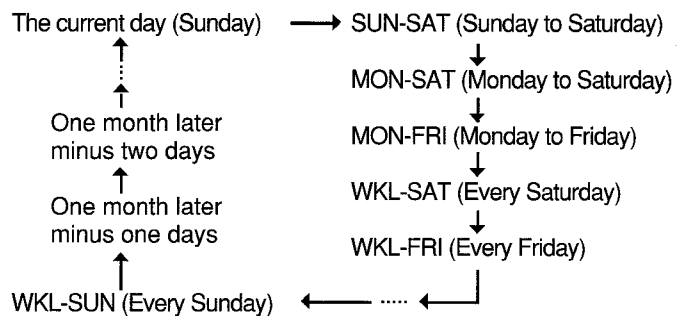 The current day (Sunday)
SUN-SAT (Sunday to Saturday)
MON-SAT (Monday to Saturday)
MON-FRI (Monday to Friday)
WKL-SAT (Every Saturday)
WKL-FRI (Every Friday)
WKL-SUN (Every Sunday)
One month later
minus one days
One month later
minus two days